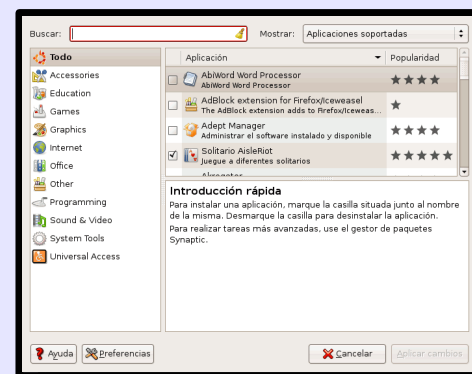 Buscar:
Mostrar: Aplicaciones soportadas
Todo
Accessories
Education
Games
Graphics
Internet
Office
Other
Programming
Sound & Video
System Tools
Universal Access
Aplicación Popularidad
AbiWord Word Processor
AbiWord Word Processor
AdBlock extension for Firefox/Iceweasel
The AdBlock extension adds to Firefox/Iceweas...
Adept Manager
Administrar el software instalado y disponible
Solitario AisleRiot
Juegue a diferentes solitarios
Introducción rápida
Para instalar una aplicación, marque la casilla situada junto al nombre
de la misma. Desmarque la casilla para desinstalar la aplicación.
Para realizar tareas más avanzadas, use el gestor de paquetes
Synaptic.
Ayuda
Preferencias
Cancelar
Aplicar cambios